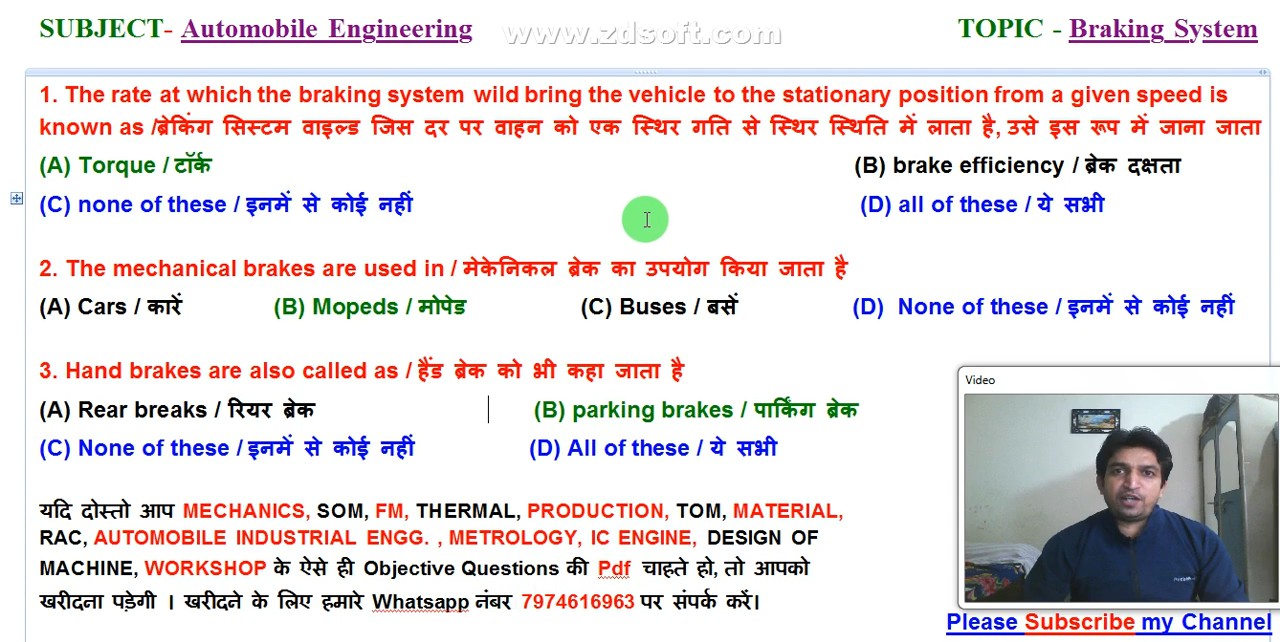 SUBJECT- Automobile Engineering www.zdsoft.com TOPIC - Braking System
1. The rate at which the braking system wild bring the vehicle to the stationary position from a given speed is
known as /ब्रेकिंग सिस्टम वाइल्ड जिस दर पर वाहन को एक स्थिर गति से स्थिर स्थिति में लाता है, उसे इस रूप में जाना जाता
(A) Torque / टॉर्क (B) brake efficiency / ब्रेक दक्षता
(C) none of these / इनमें से कोई नहीं (D) all of these / ये सभी
2. The mechanical brakes are used in / मेकेनिकल ब्रेक का उपयोग किया जाता है
(A) Cars / कारें (B) Mopeds / मोपेड (C) Buses / बसें (D) None of these / इनमें से कोई नहीं
3. Hand brakes are also called as / हैंड ब्रेक को भी कहा जाता है
(A) Rear breaks / रियर ब्रेक (B) parking brakes / पार्किंग ब्रेक
(C) None of these / इनमें से कोई नहीं (D) All of these / ये सभी
Video
यदि दोस्तो आप MECHANICS, SOM, FM, THERMAL, PRODUCTION, TOM, MATERIAL,
RAC, AUTOMOBILE INDUSTRIAL ENGG. , METROLOGY, IC ENGINE, DESIGN OF
MACHINE, WORKSHOP के ऐसे ही Objective Questions की Pdf चाहते हो, तो आपको
खरीदना पड़ेगी । खरीदने के लिए हमारे Whatsapp नंबर 7974616963 पर संपर्क करें।
Please Subscribe my Channel